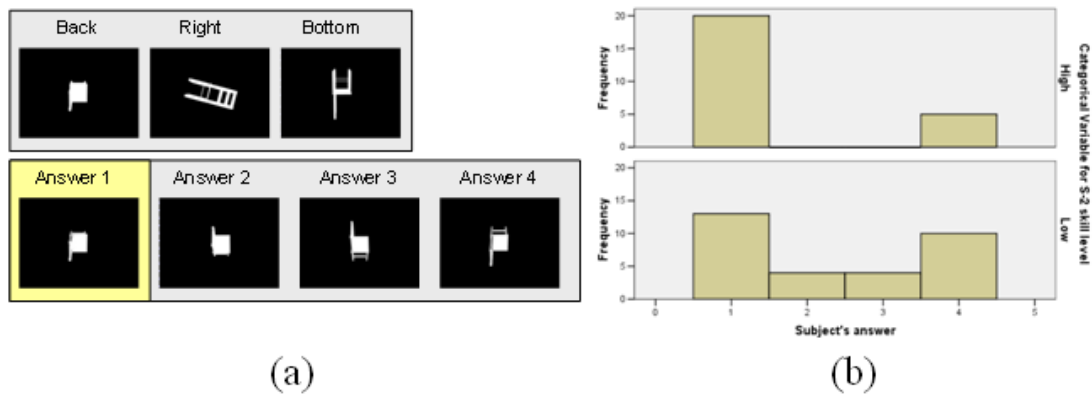 Back Right Bottom
Answer 1 Answer 2 Answer 3 Answer 4
(a)
20
15
10
5
0
Frequency
20
15
10
5
0
Frequency
0 1 2 3 4 5
Subject's answer
High
Low
Categorical Variable for S-2 skill level
(b)